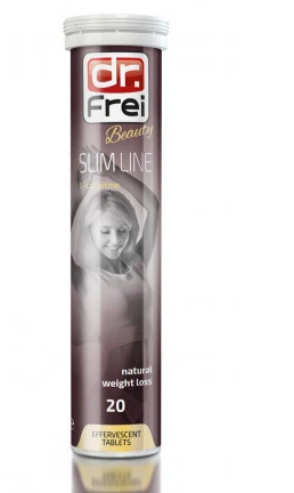 dr.
Frei
Beauty
SLIM LINE
natural
weight loss
20
e
EFFERVESCENT
TABLETS